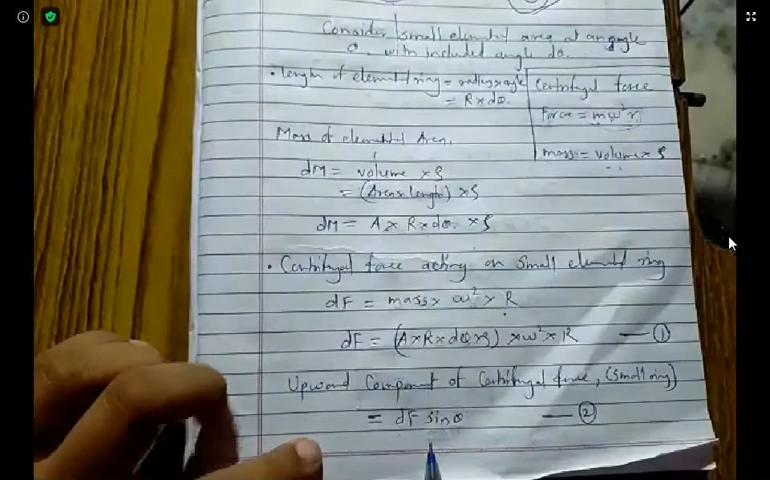 Consider small elemental area at an angle
θ. with included angle dθ.
• length of elemental ring = radius x angle
= R x dθ.
Centrifugal force
Force = mω²r
mass = volume x ρ
Mass of elemental Area,
dM = volume x ρ
= (Area x length) x ρ
dM = A x R x dθ x ρ
• Centrifugal force acting on small elemental ring
dF = mass x ω² x R
dF = (A x R x dθ x ρ) x ω² x R — ①
Upward Component of Centrifugal force, (small ring)
= dF sinθ — ②